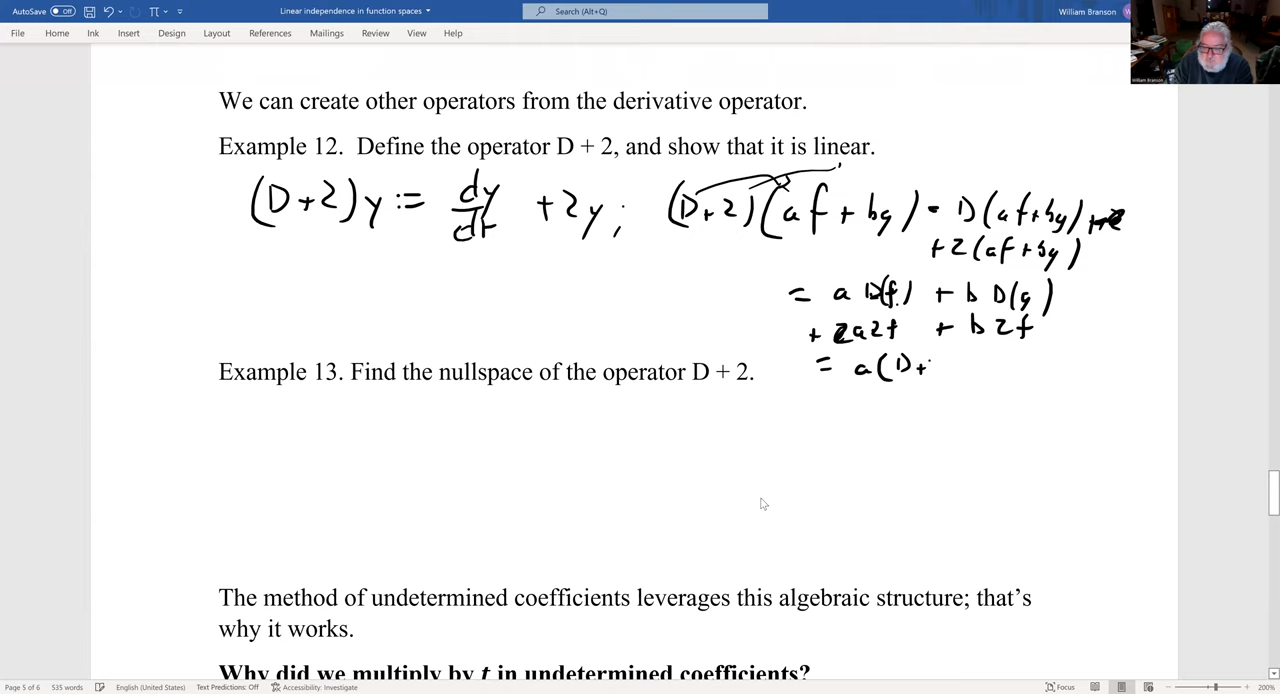 AutoSave Off Linear independence in function spaces Search (Alt+Q) William Branson
File Home Ink Insert Design Layout References Mailings Review View Help
William Branson
We can create other operators from the derivative operator.
Example 12. Define the operator D + 2, and show that it is linear.
(D+2)y := dy/dt + 2y; (D+2)(af + bg) = D(af+bg)
+2(af+bg)
= a D(f) + b D(g)
+ a2f + b2f
= a(D+
Example 13. Find the nullspace of the operator D + 2.
The method of undetermined coefficients leverages this algebraic structure; that's
why it works.
Why did we multiply by t in undetermined coefficients?
Page 5 of 6 535 words English (United States) Text Predictions: Off Accessibility: Investigate Focus 200%